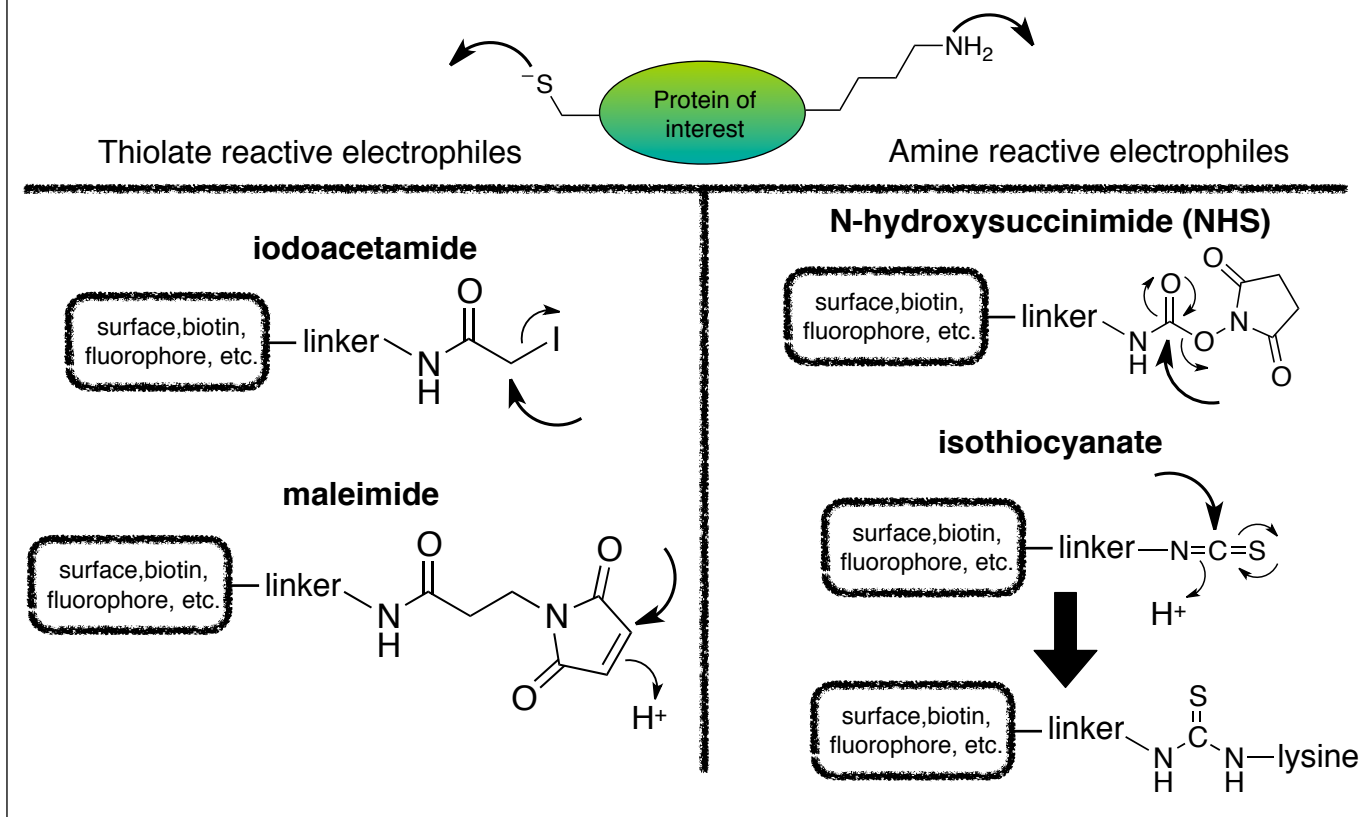 ⁻S
NH₂
Protein of
interest
Thiolate reactive electrophiles
Amine reactive electrophiles
iodoacetamide
surface,biotin,
fluorophore, etc.
linker
N
H
O
I
maleimide
surface,biotin,
fluorophore, etc.
linker
N
H
O
N
O
O
H+
N-hydroxysuccinimide (NHS)
surface,biotin,
fluorophore, etc.
linker
N
H
O
O
N
O
O
isothiocyanate
surface,biotin,
fluorophore, etc.
linker
N=C=S
H+
surface,biotin,
fluorophore, etc.
linker
N
H
S
C
N
H
lysine